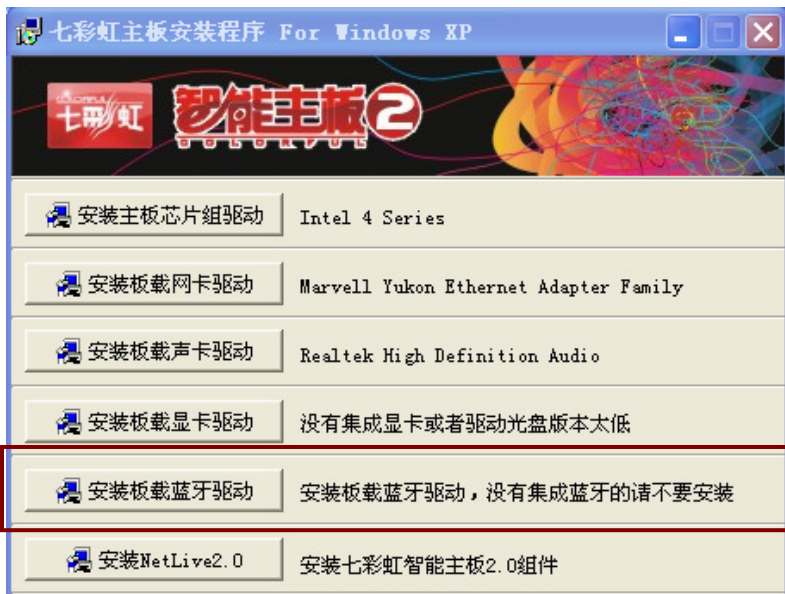 七彩虹主板安装程序 For Windows XP
COLORFUL
七彩虹 智能主板2
COLORFUL
安装主板芯片组驱动 Intel 4 Series
安装板载网卡驱动 Marvell Yukon Ethernet Adapter Family
安装板载声卡驱动 Realtek High Definition Audio
安装板载显卡驱动 没有集成显卡或者驱动光盘版本太低
安装板载蓝牙驱动 安装板载蓝牙驱动，没有集成蓝牙的请不要安装
安装NetLive2.0 安装七彩虹智能主板2.0组件